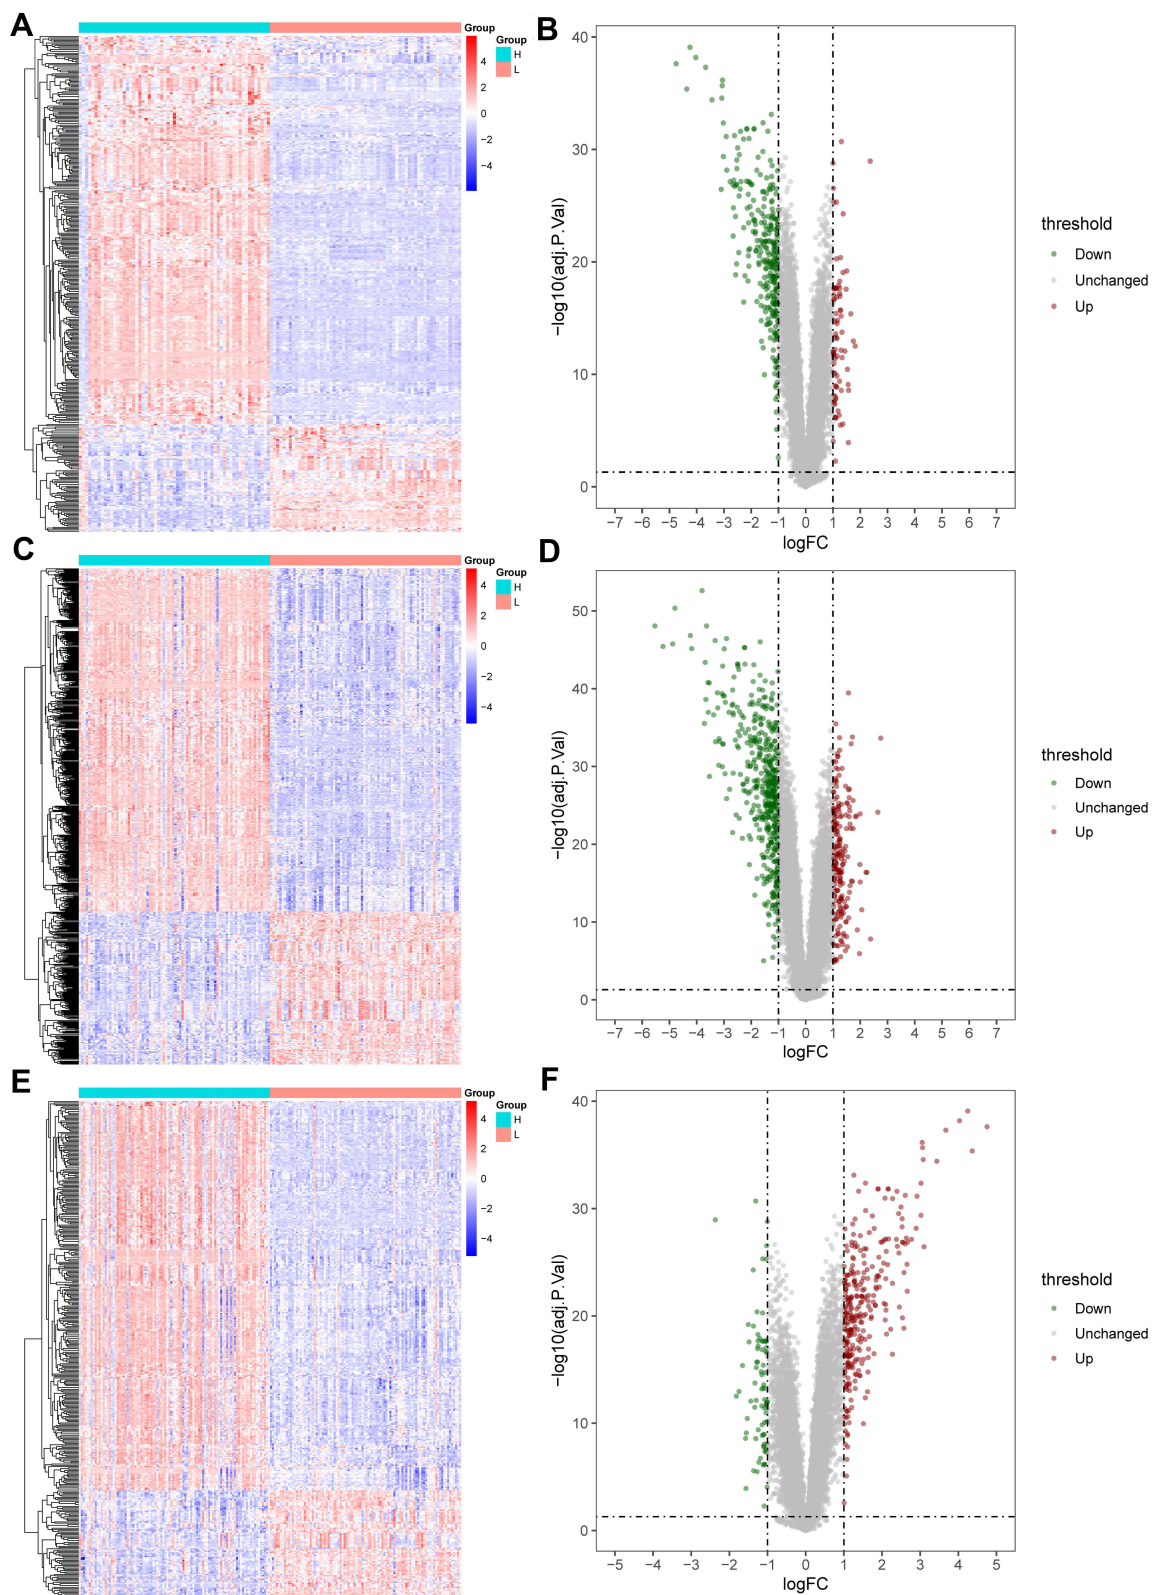 A
Group
4
2
0
−2
−4
Group
H
L
B
40
30
20
10
0
−log10(adj.P.Val)
−7 −6 −5 −4 −3 −2 −1 0 1 2 3 4 5 6 7
logFC
threshold
Down
Unchanged
Up
C
Group
4
2
0
−2
−4
Group
H
L
D
50
40
30
20
10
0
−log10(adj.P.Val)
−7 −6 −5 −4 −3 −2 −1 0 1 2 3 4 5 6 7
logFC
threshold
Down
Unchanged
Up
E
Group
4
2
0
−2
−4
Group
H
L
F
40
30
20
10
0
−log10(adj.P.Val)
−5 −4 −3 −2 −1 0 1 2 3 4 5
logFC
threshold
Down
Unchanged
Up